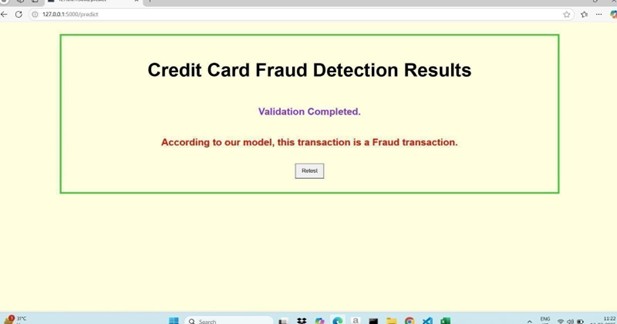 127.0.0.1:5000/predict
Credit Card Fraud Detection Results
Validation Completed.
According to our model, this transaction is a Fraud transaction.
Retest
31°C
Search
ENG
11:22